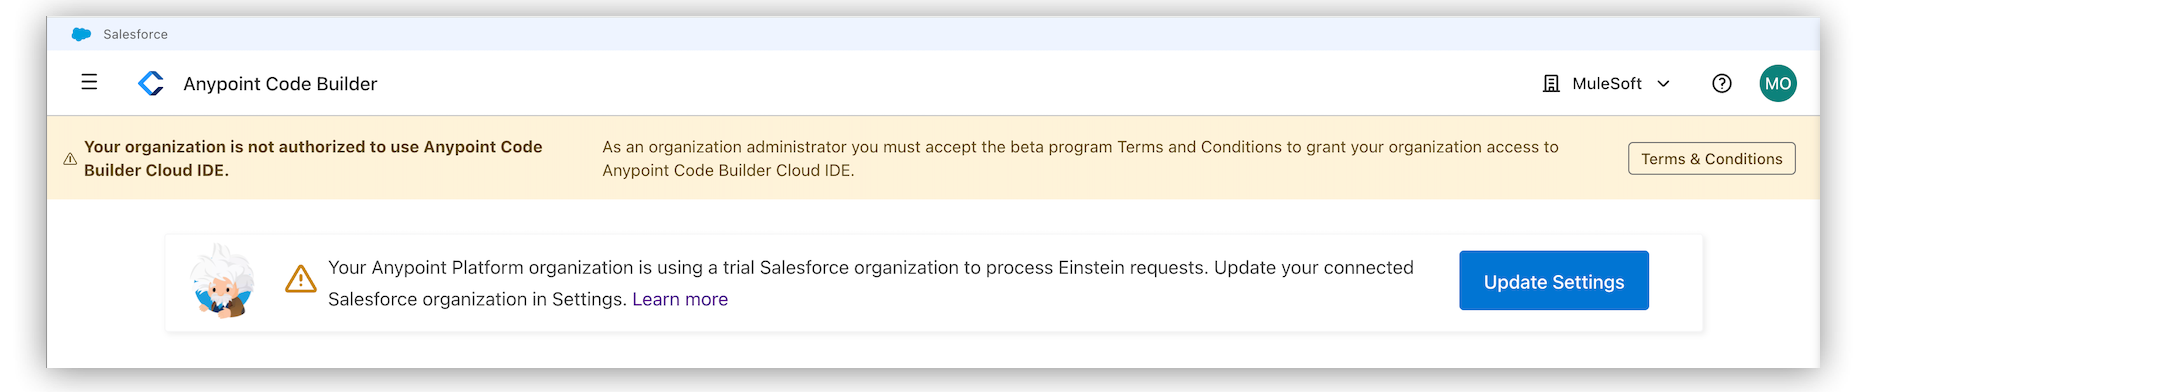 Salesforce
Anypoint Code Builder
MuleSoft
MO
Your organization is not authorized to use Anypoint Code
Builder Cloud IDE.
As an organization administrator you must accept the beta program Terms and Conditions to grant your organization access to
Anypoint Code Builder Cloud IDE.
Terms & Conditions
Your Anypoint Platform organization is using a trial Salesforce organization to process Einstein requests. Update your connected
Salesforce organization in Settings. Learn more
Update Settings